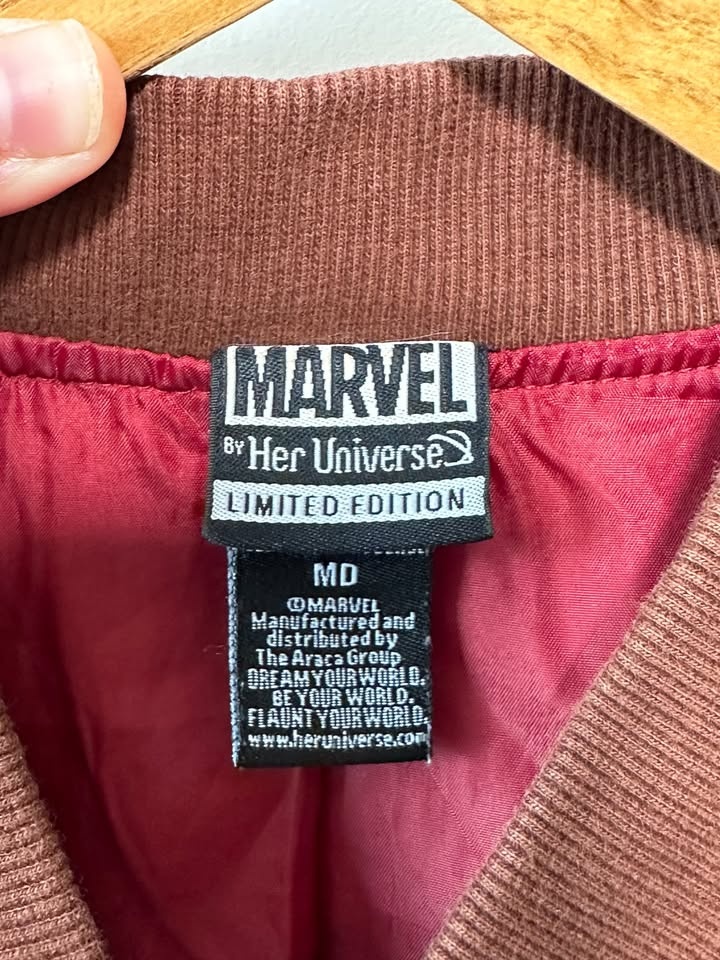 MARVEL
BY Her Universe
LIMITED EDITION
MD
©MARVEL
Manufactured and
distributed by
The Araca Group
DREAM YOUR WORLD.
BE YOUR WORLD.
FLAUNT YOUR WORLD.
www.heruniverse.com